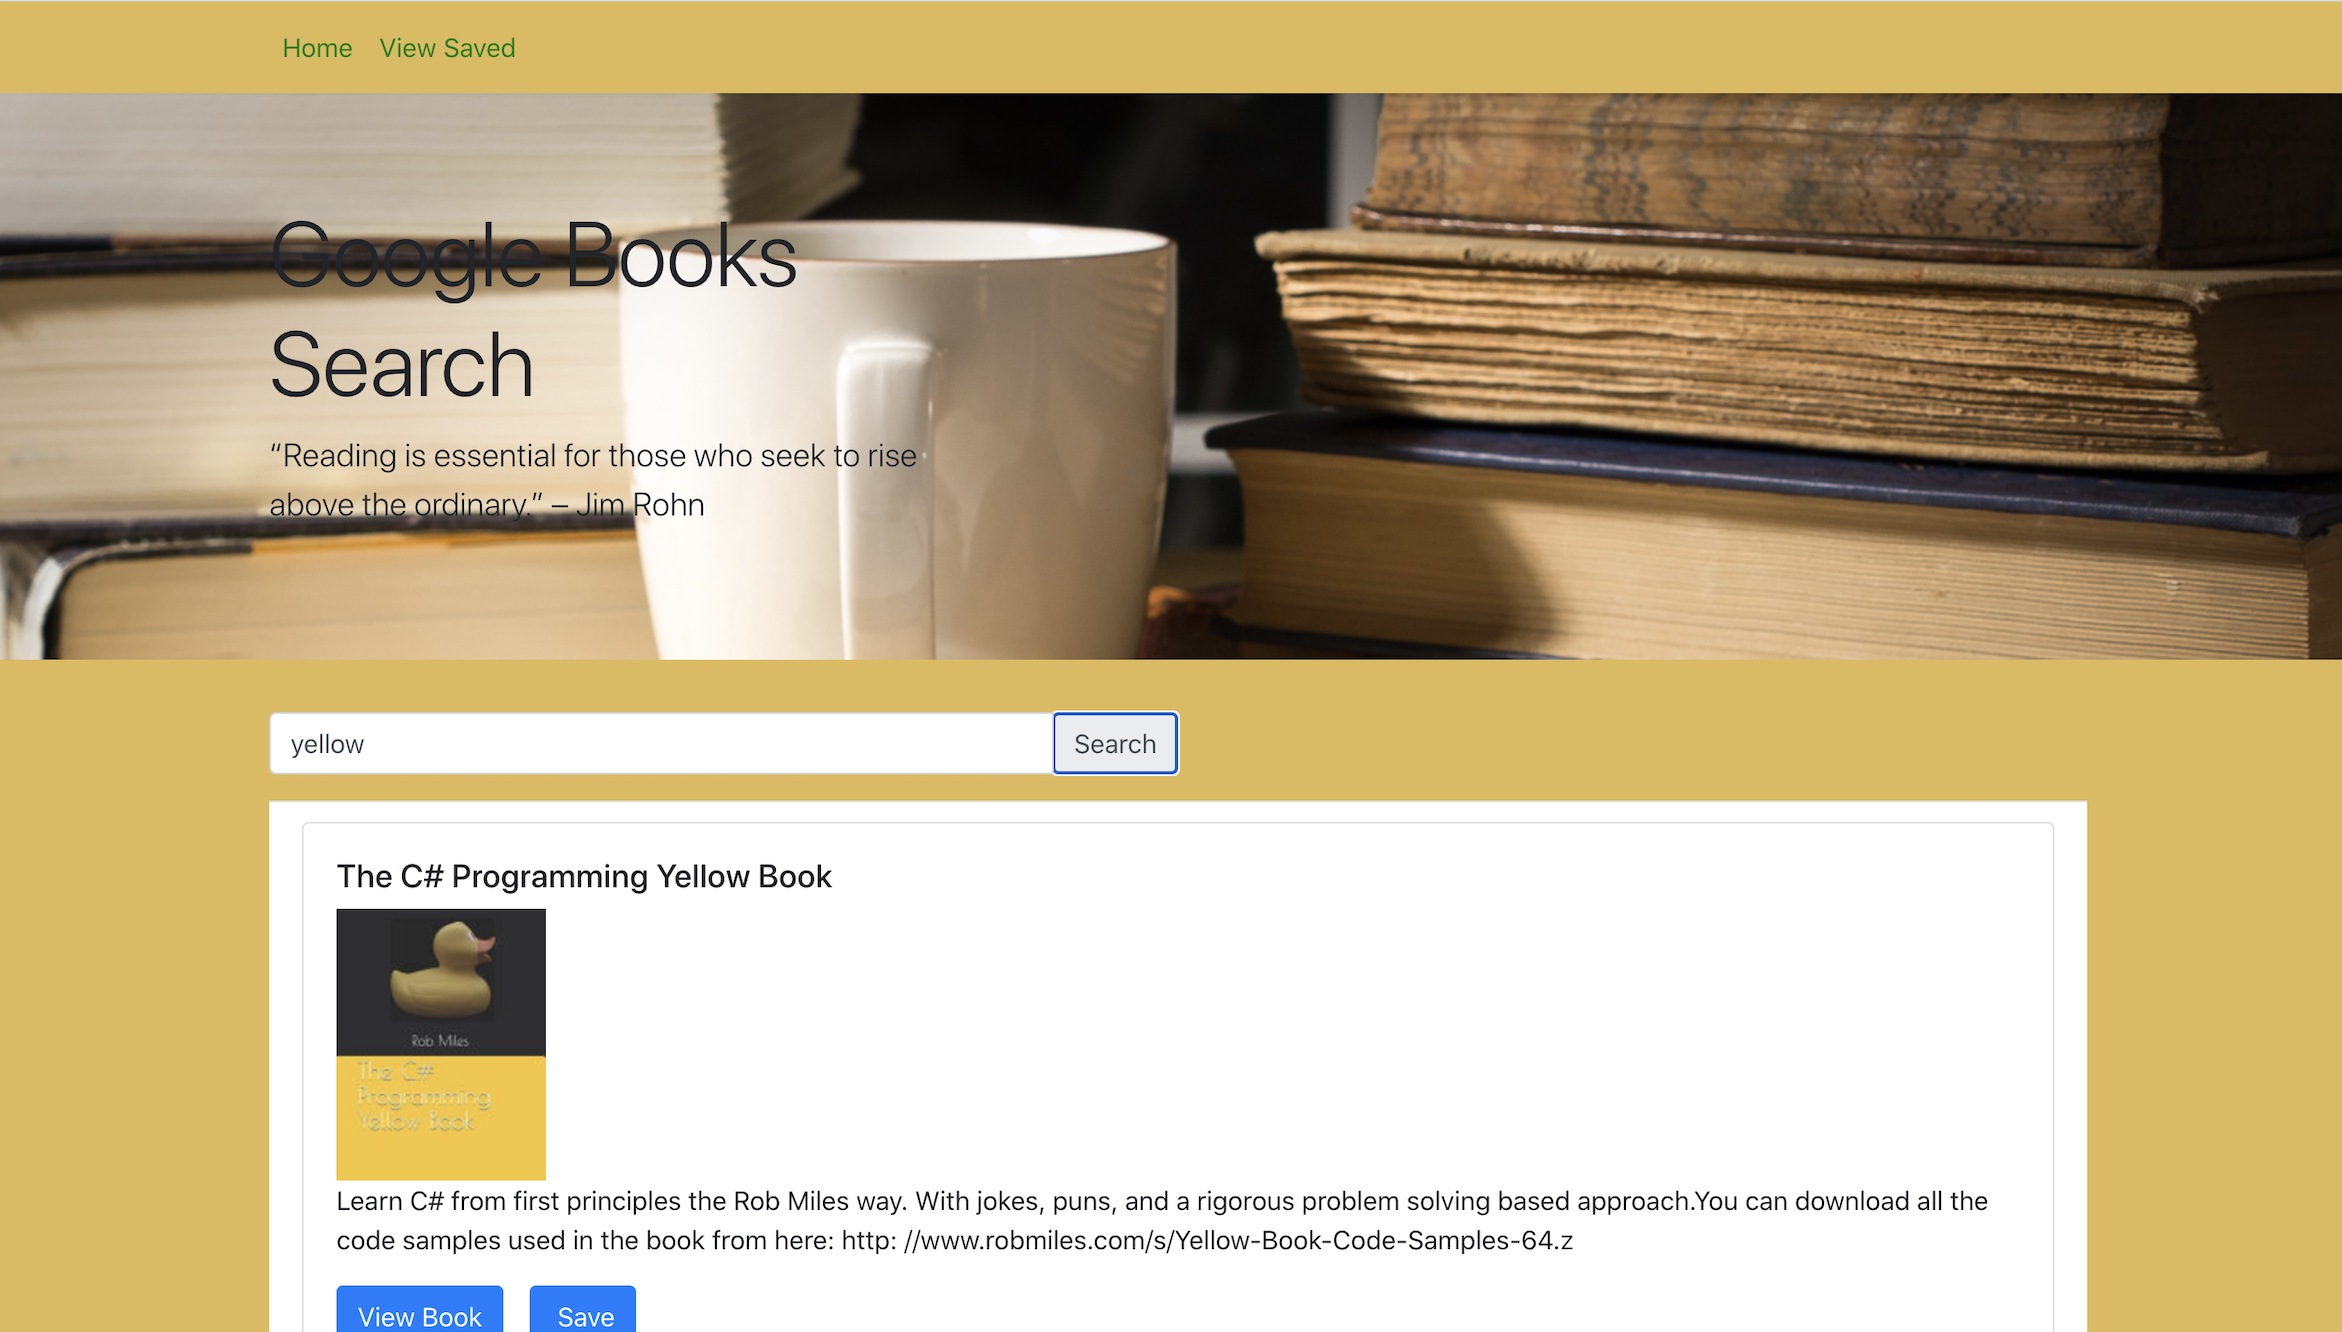 Home View Saved
Google Books
Search
“Reading is essential for those who seek to rise
above the ordinary.” – Jim Rohn
yellow Search
The C# Programming Yellow Book
Rob Miles
The C#
Programming
Yellow Book
Learn C# from first principles the Rob Miles way. With jokes, puns, and a rigorous problem solving based approach.You can download all the
code samples used in the book from here: http: //www.robmiles.com/s/Yellow-Book-Code-Samples-64.z
View Book Save